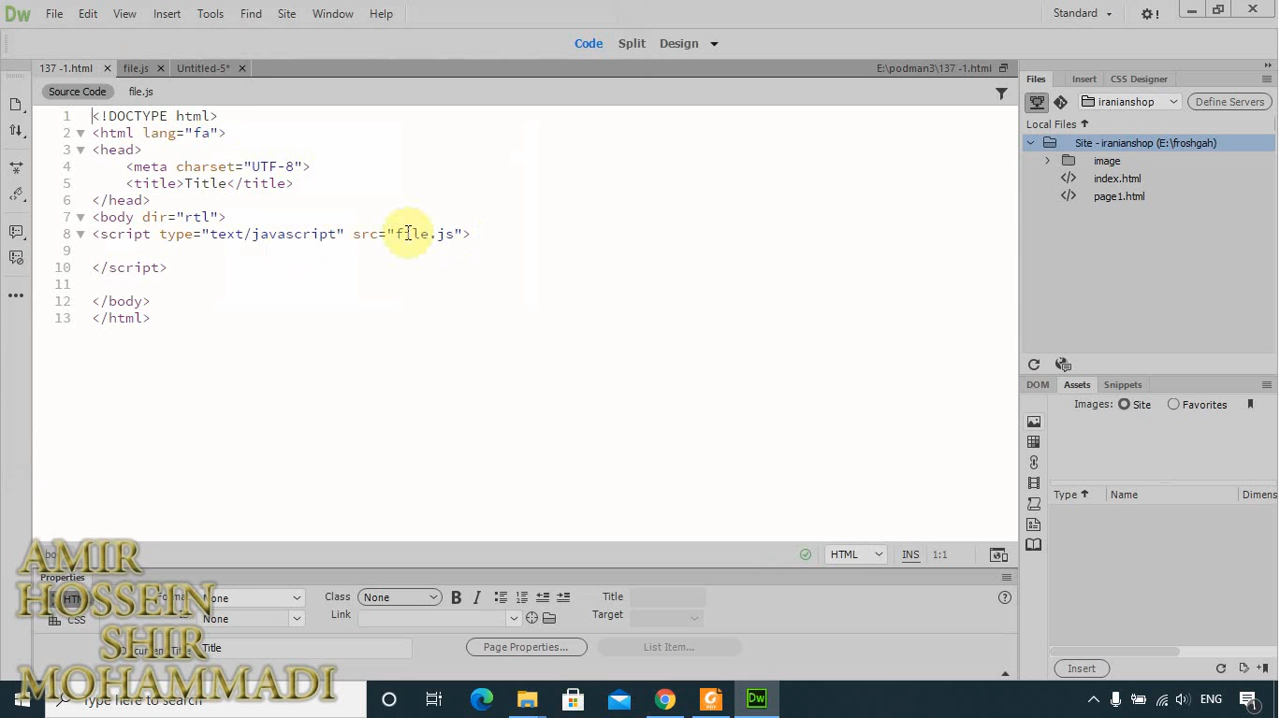 Dw File Edit View Insert Tools Find Site Window Help Standard
Code Split Design
137 -1.html file.js Untitled-5* E:\podman3\137 -1.html
Source Code file.js
1 <!DOCTYPE html>
2 <html lang="fa">
3 <head>
4 <meta charset="UTF-8">
5 <title>Title</title>
6 </head>
7 <body dir="rtl">
8 <script type="text/javascript" src="file.js">
9
10 </script>
11
12 </body>
13 </html>
HTML INS 1:1
Properties
Format None Class None Title
None Link Target
CSS
Document Title Title Page Properties... List Item...
Files Insert CSS Designer
iranianshop Define Servers
Local Files
Site - iranianshop (E:\froshgah)
image
index.html
page1.html
DOM Assets Snippets
Images: Site Favorites
Type Name Dimens
Insert
AMIR
HOSSEIN
SHIR
MOHAMMADI
Type here to search Dw ENG 1